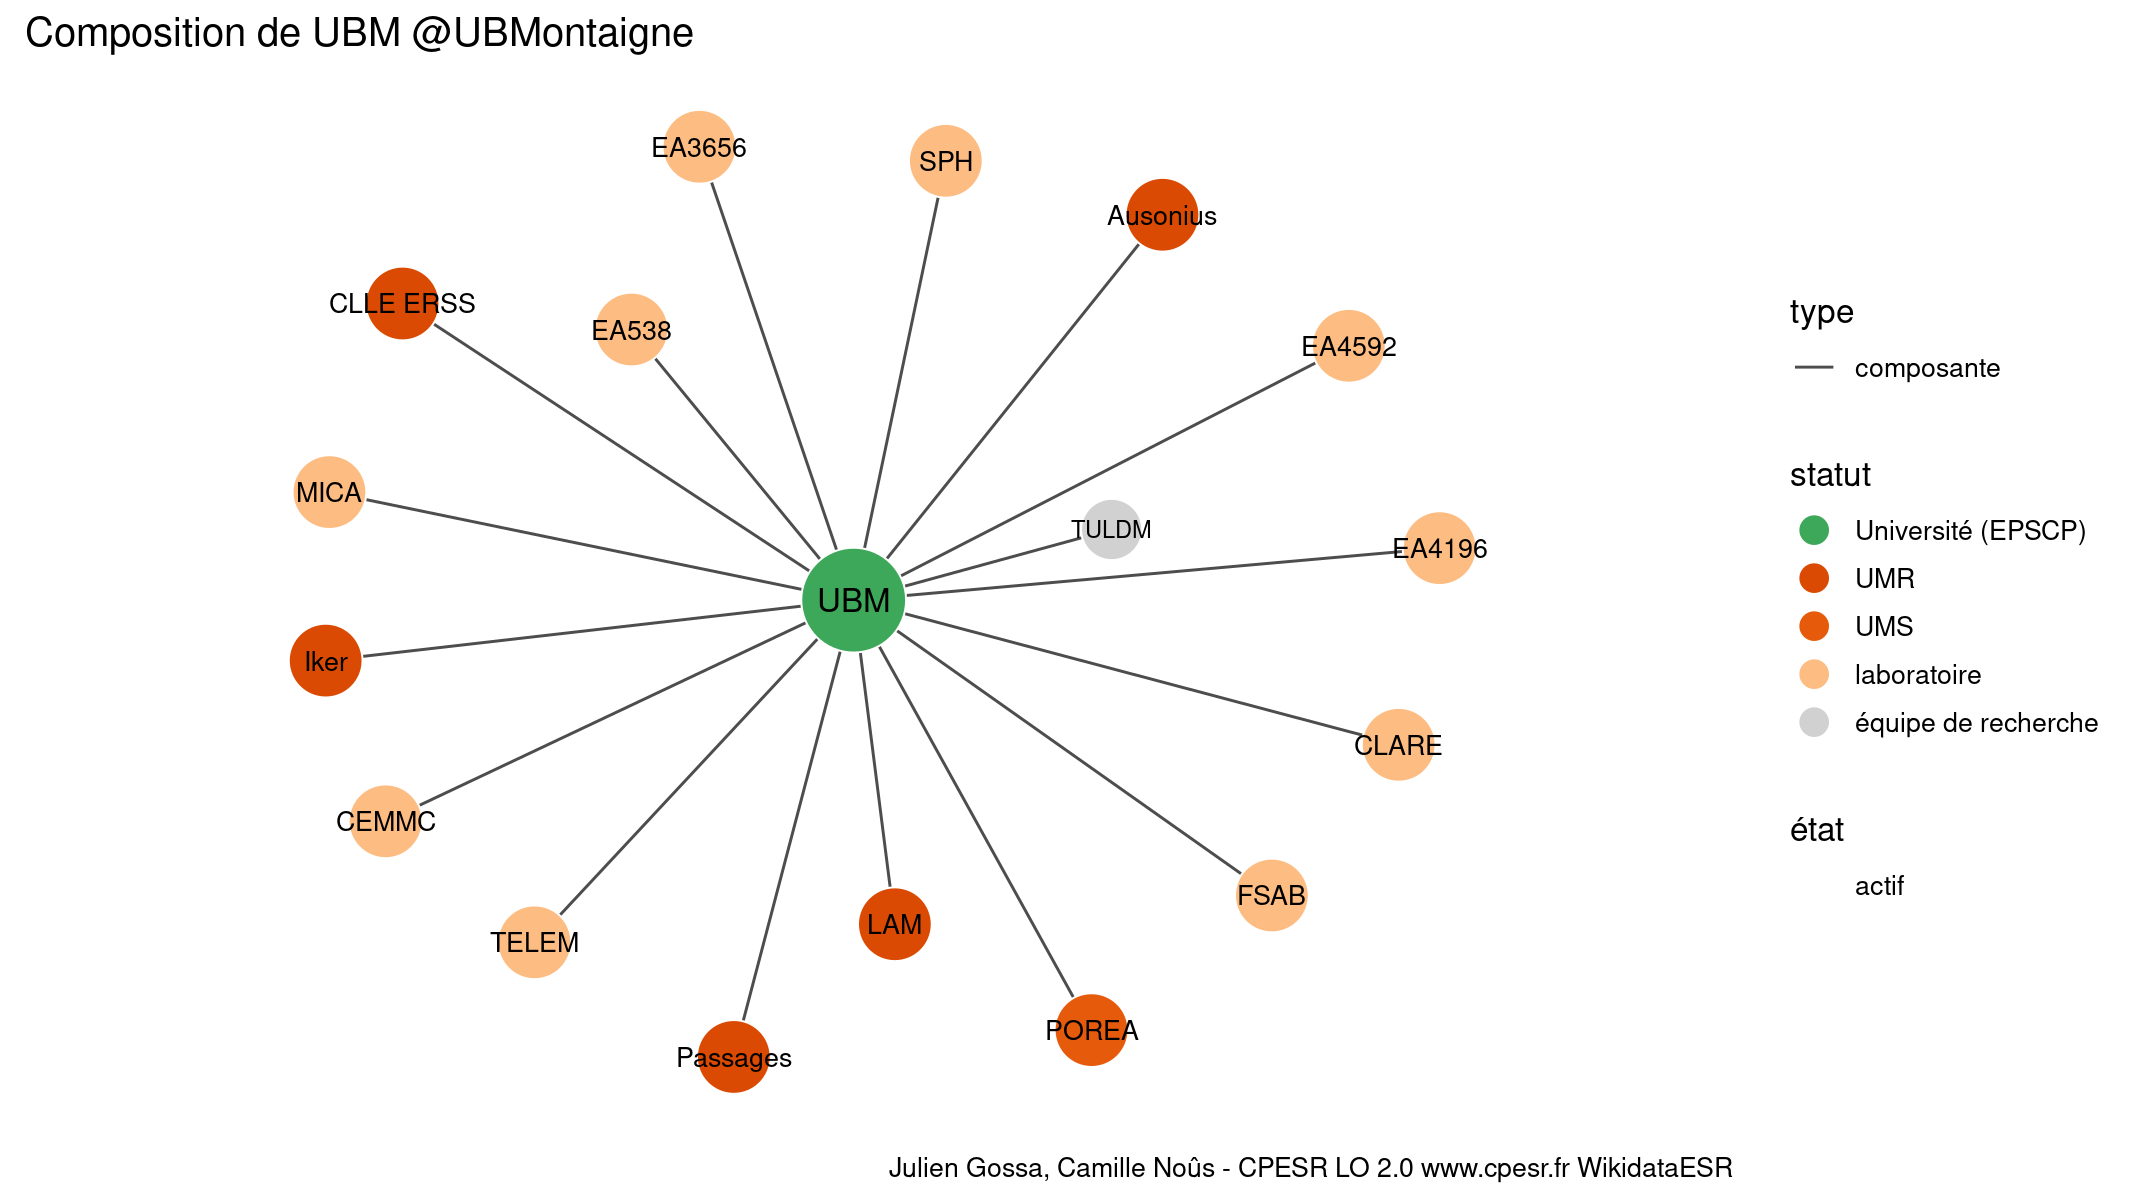 Composition de UBM @UBMontaigne
EA3656
SPH
Ausonius
CLLE ERSS
EA538
EA4592
MICA
TULDM
EA4196
UBM
Iker
CLARE
CEMMC
FSAB
LAM
TELEM
POREA
Passages
type
composante
statut
Université (EPSCP)
UMR
UMS
laboratoire
équipe de recherche
état
actif
Julien Gossa, Camille Noûs - CPESR LO 2.0 www.cpesr.fr WikidataESR